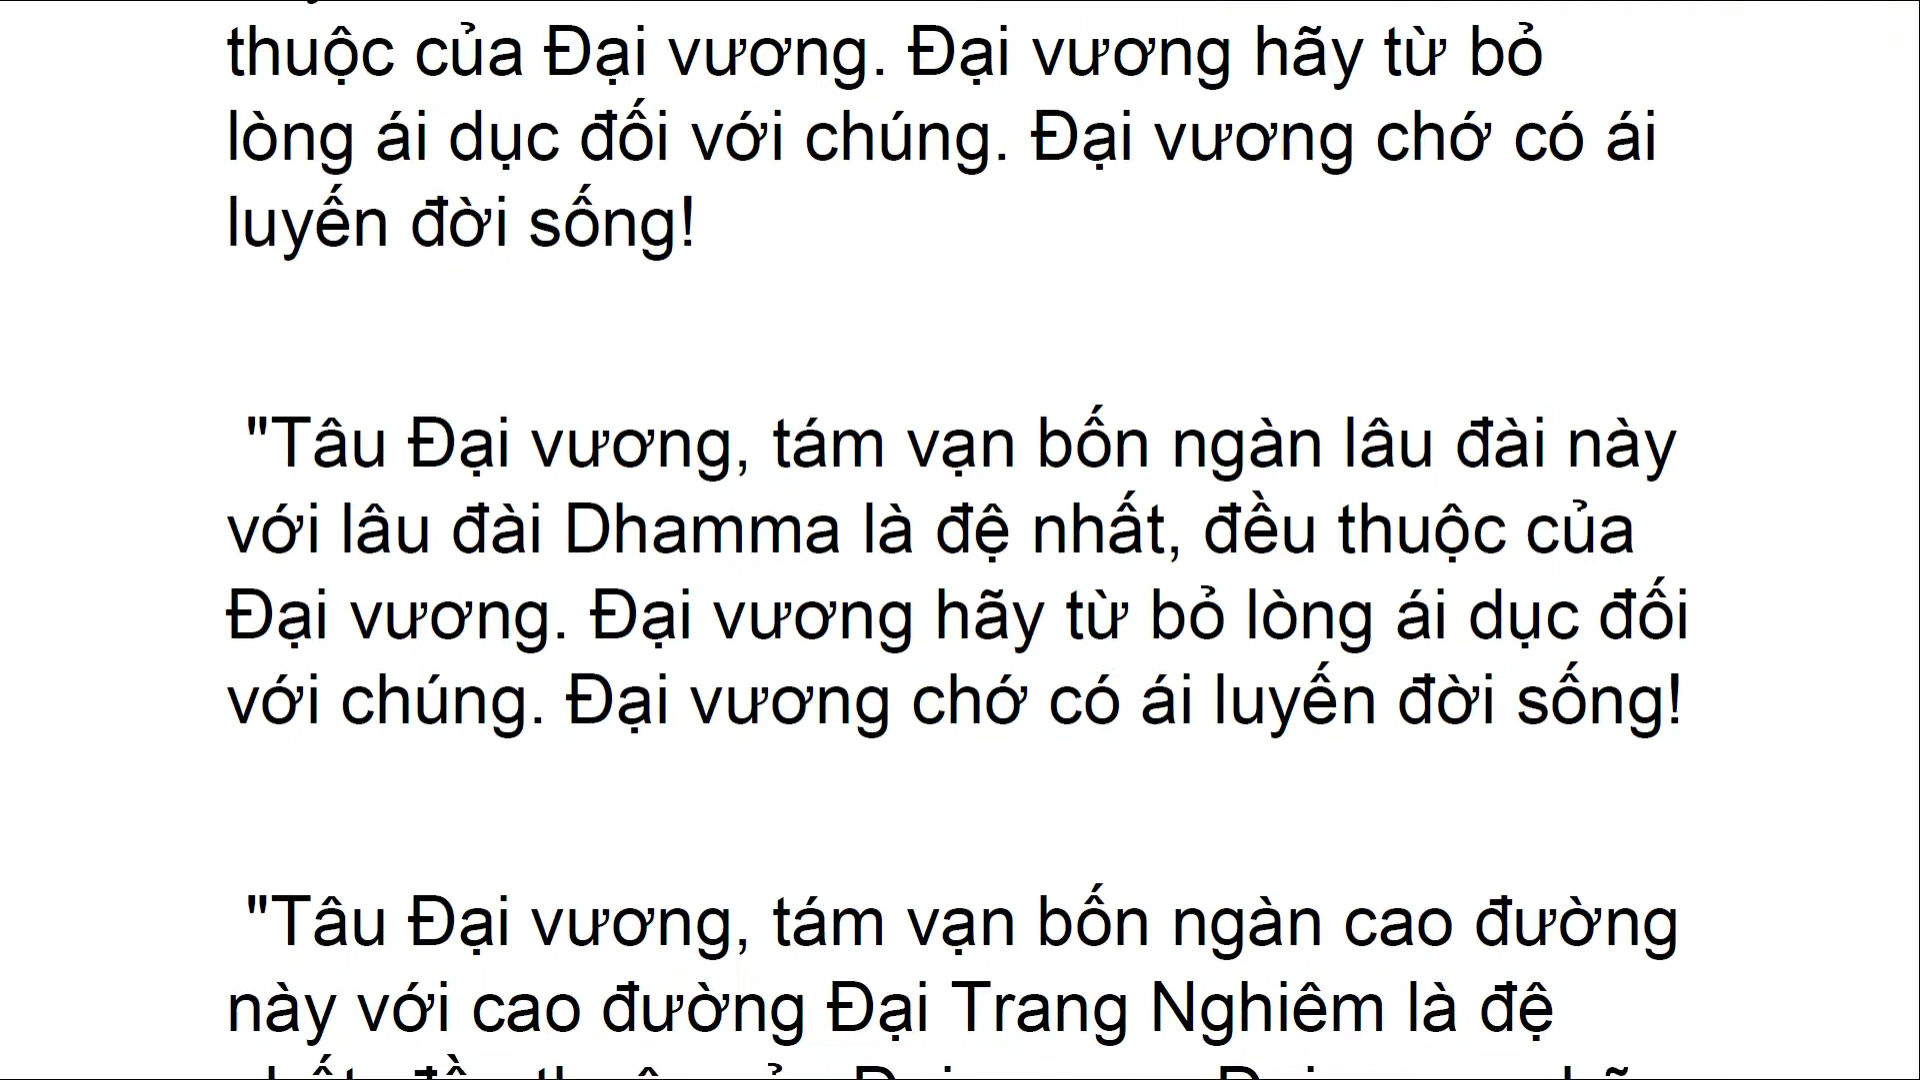 thuộc của Đại vương. Đại vương hãy từ bỏ
lòng ái dục đối với chúng. Đại vương chớ có ái
luyến đời sống!
"Tâu Đại vương, tám vạn bốn ngàn lâu đài này
với lâu đài Dhamma là đệ nhất, đều thuộc của
Đại vương. Đại vương hãy từ bỏ lòng ái dục đối
với chúng. Đại vương chớ có ái luyến đời sống!
"Tâu Đại vương, tám vạn bốn ngàn cao đường
này với cao đường Đại Trang Nghiêm là đệ